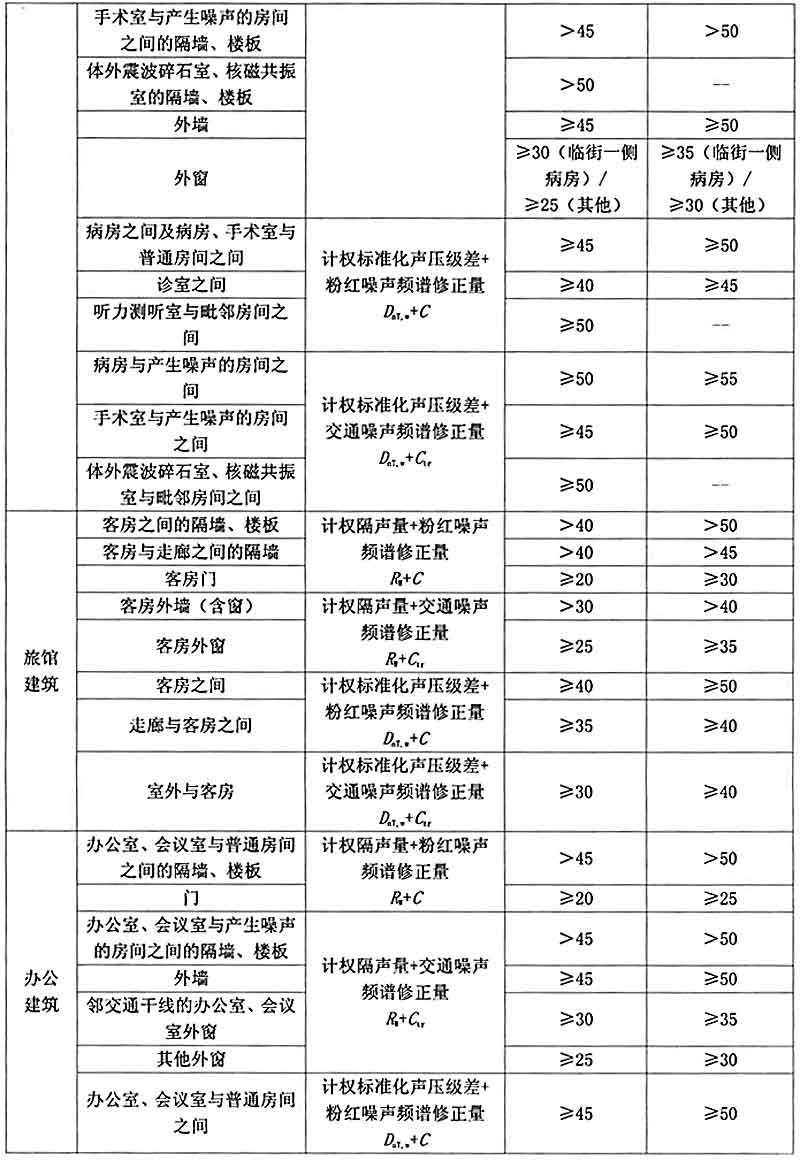 手术室与产生噪声的房间
之间的隔墙、楼板
>45
>50
体外震波碎石室、核磁共振
室的隔墙、楼板
>50
--
外墙
≥45
≥50
外窗
≥30（临街一侧
病房）/
≥25（其他）
≥35（临街一侧
病房）/
≥30（其他）
病房之间及病房、手术室与
普通房间之间
计权标准化声压级差+
粉红噪声频谱修正量
DnT,w+C
≥45
≥50
诊室之间
≥40
≥45
听力测听室与毗邻房间之
间
≥50
--
病房与产生噪声的房间之
间
计权标准化声压级差+
交通噪声频谱修正量
DnT,w+Ctr
≥50
≥55
手术室与产生噪声的房间
之间
≥45
≥50
体外震波碎石室、核磁共振
室与毗邻房间之间
≥50
--
旅馆
建筑
客房之间的隔墙、楼板
计权隔声量+粉红噪声
频谱修正量
Rw+C
>40
>50
客房与走廊之间的隔墙
>40
>45
客房门
≥20
≥30
客房外墙（含窗）
计权隔声量+交通噪声
频谱修正量
Rw+Ctr
>30
>40
客房外窗
≥25
≥35
客房之间
计权标准化声压级差+
粉红噪声频谱修正量
DnT,w+C
≥40
≥50
走廊与客房之间
≥35
≥40
室外与客房
计权标准化声压级差+
交通噪声频谱修正量
DnT,w+Ctr
≥30
≥40
办公
建筑
办公室、会议室与普通房间
之间的隔墙、楼板
计权隔声量+粉红噪声
频谱修正量
Rw+C
>45
>50
门
≥20
≥25
办公室、会议室与产生噪声
的房间之间的隔墙、楼板
计权隔声量+交通噪声
频谱修正量
Rw+Ctr
>45
>50
外墙
≥45
≥50
邻交通干线的办公室、会议
室外窗
≥30
≥35
其他外窗
≥25
≥30
办公室、会议室与普通房间
之间
计权标准化声压级差+
粉红噪声频谱修正量
DnT,w+C
≥45
≥50